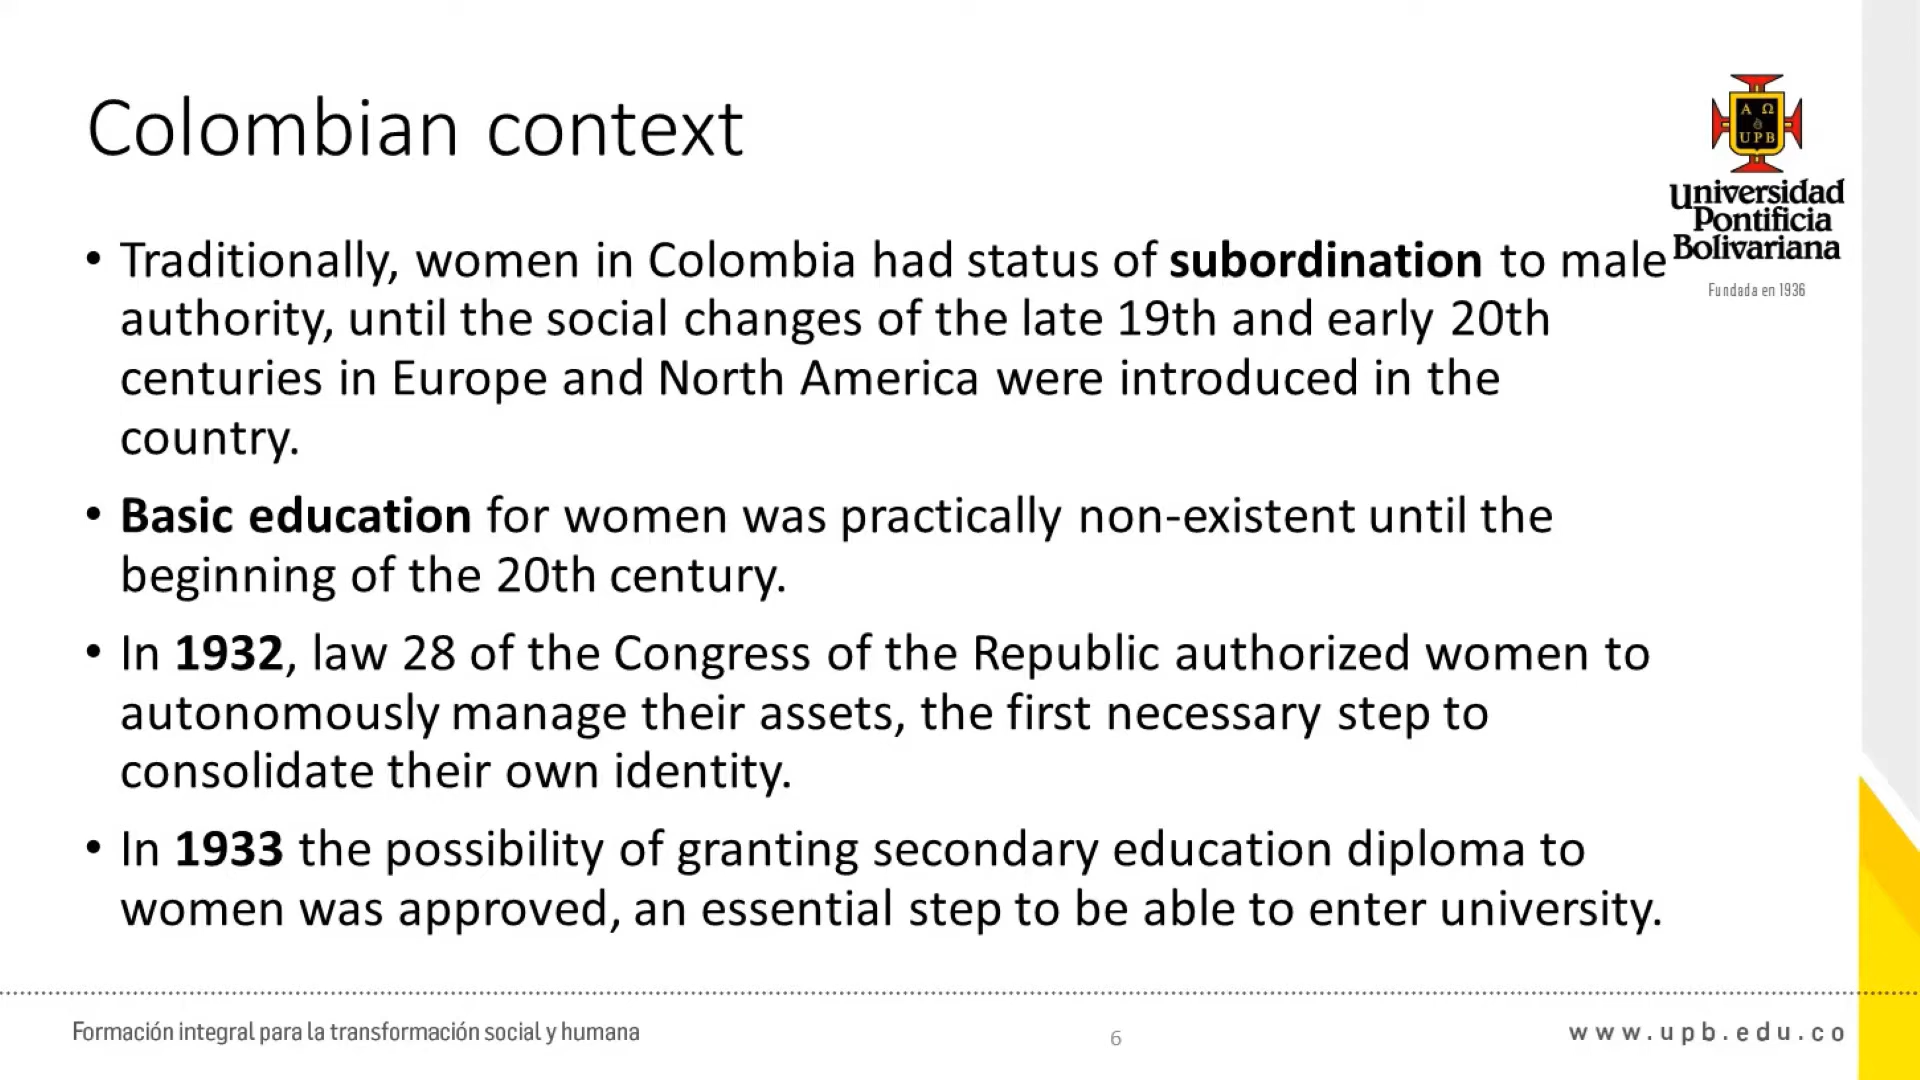 Colombian context
A Ω
UPB
Universidad
Pontificia
Bolivariana
Fundada en 1936
• Traditionally, women in Colombia had status of subordination to male
authority, until the social changes of the late 19th and early 20th
centuries in Europe and North America were introduced in the
country.
• Basic education for women was practically non-existent until the
beginning of the 20th century.
• In 1932, law 28 of the Congress of the Republic authorized women to
autonomously manage their assets, the first necessary step to
consolidate their own identity.
• In 1933 the possibility of granting secondary education diploma to
women was approved, an essential step to be able to enter university.
Formación integral para la transformación social y humana
6
www.upb.edu.co